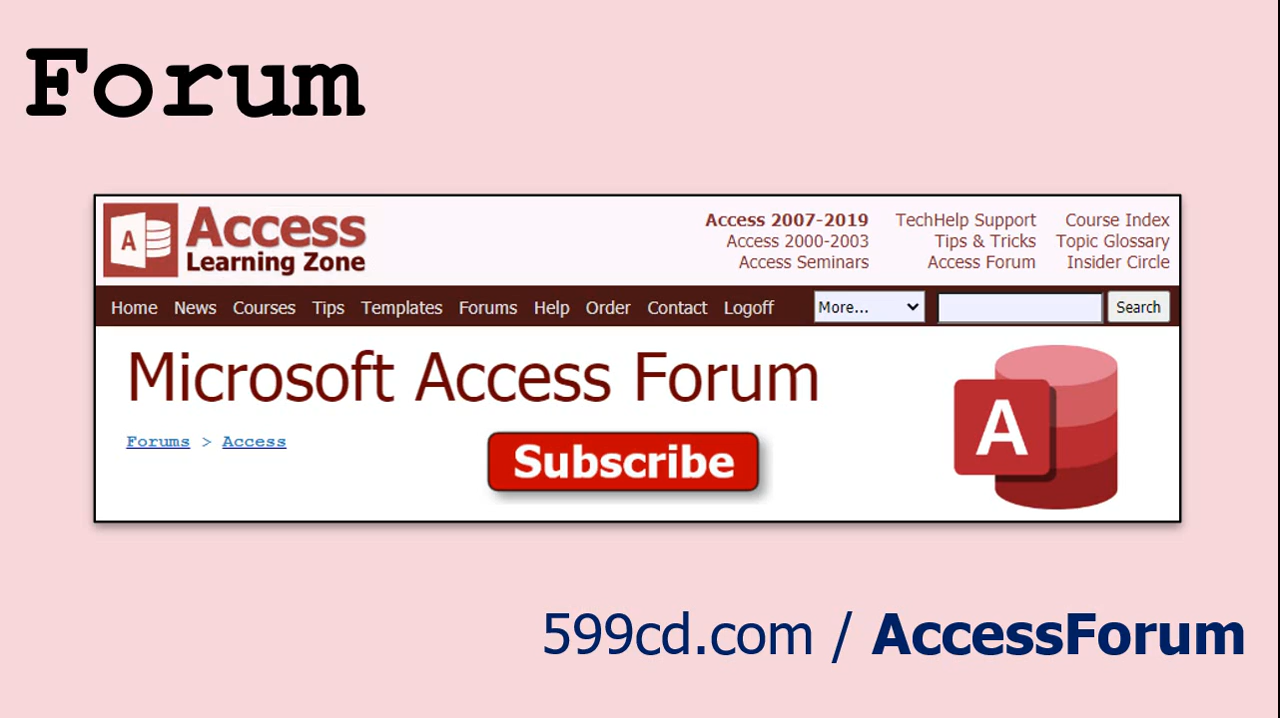 Forum
A Access
Learning Zone
Access 2007-2019 TechHelp Support Course Index
Access 2000-2003 Tips & Tricks Topic Glossary
Access Seminars Access Forum Insider Circle
Home News Courses Tips Templates Forums Help Order Contact Logoff More... Search
Microsoft Access Forum
A
Forums > Access
Subscribe
599cd.com / AccessForum